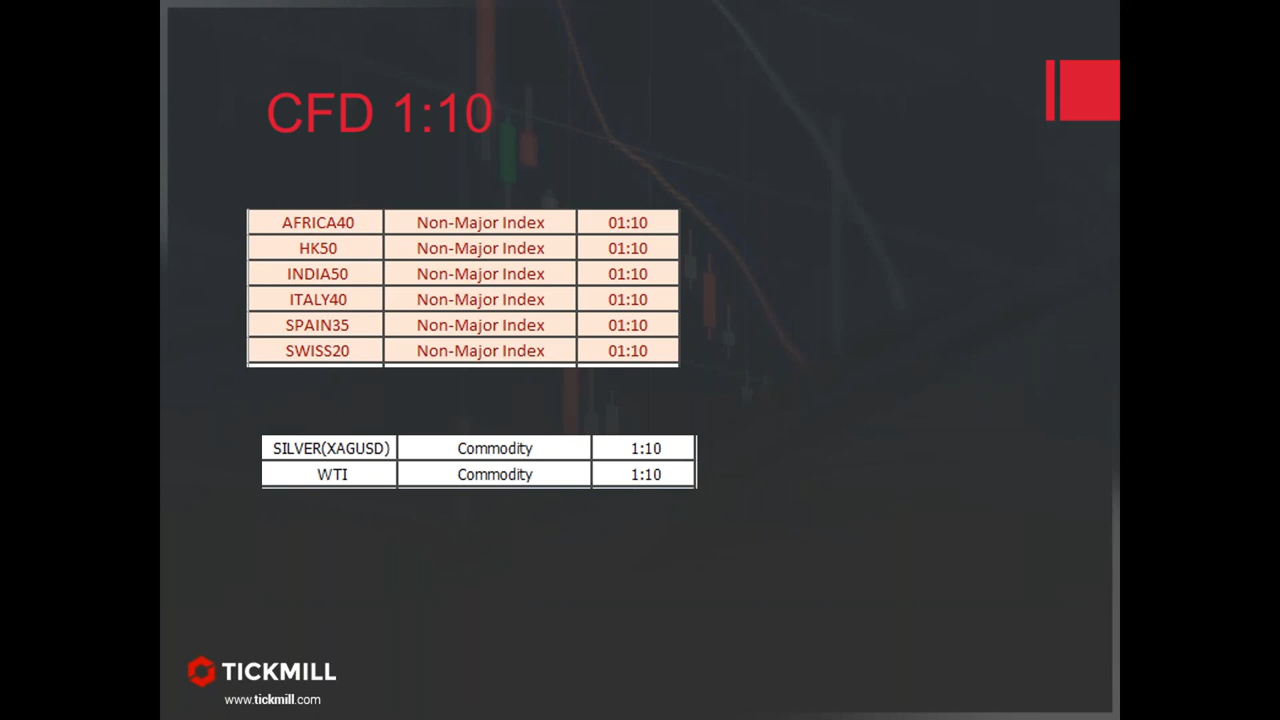 CFD 1:10
AFRICA40 Non-Major Index 01:10
HK50 Non-Major Index 01:10
INDIA50 Non-Major Index 01:10
ITALY40 Non-Major Index 01:10
SPAIN35 Non-Major Index 01:10
SWISS20 Non-Major Index 01:10
SILVER(XAGUSD) Commodity 1:10
WTI Commodity 1:10
TICKMILL
www.tickmill.com